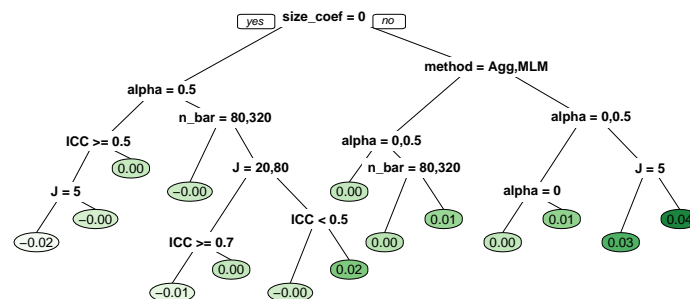 yes size_coef = 0 no
method = Agg,MLM
alpha = 0.5
n_bar = 80,320
alpha = 0,0.5
ICC >= 0.5
alpha = 0,0.5
0.00
J = 20,80
n_bar = 80,320
J = 5
J = 5
−0.00
0.00
alpha = 0
−0.00
ICC < 0.5
0.01
0.01
0.04
−0.02
ICC >= 0.7
0.00
0.00
0.03
0.00
0.02
−0.01
−0.00